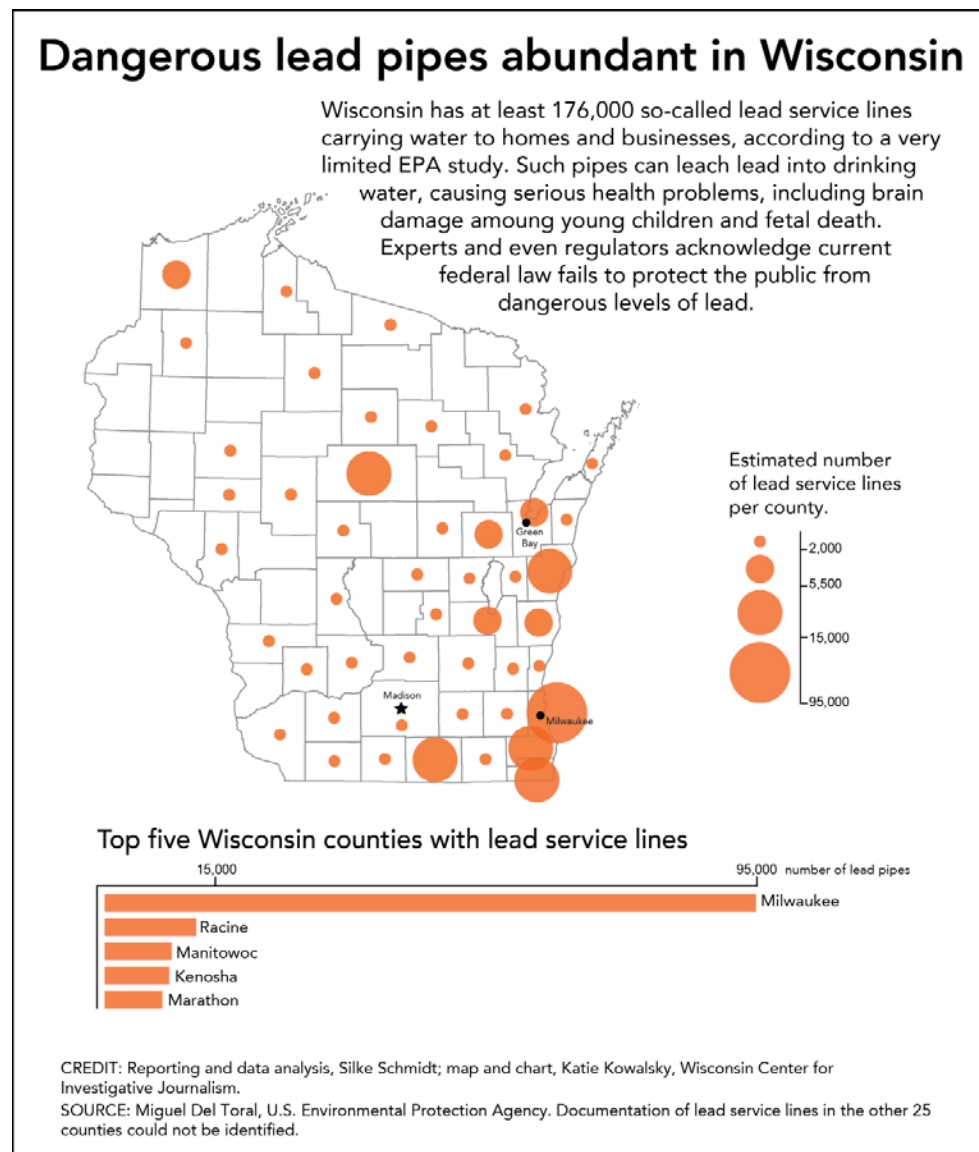 Dangerous lead pipes abundant in Wisconsin
Wisconsin has at least 176,000 so-called lead service lines
carrying water to homes and businesses, according to a very
limited EPA study. Such pipes can leach lead into drinking
water, causing serious health problems, including brain
damage amoung young children and fetal death.
Experts and even regulators acknowledge current
federal law fails to protect the public from
dangerous levels of lead.
Estimated number
of lead service lines
per county.
2,000
5,500
15,000
95,000
Green
Bay
Madison
Milwaukee
Top five Wisconsin counties with lead service lines
15,000
95,000 number of lead pipes
Milwaukee
Racine
Manitowoc
Kenosha
Marathon
CREDIT: Reporting and data analysis, Silke Schmidt; map and chart, Katie Kowalsky, Wisconsin Center for
Investigative Journalism.
SOURCE: Miguel Del Toral, U.S. Environmental Protection Agency. Documentation of lead service lines in the other 25
counties could not be identified.